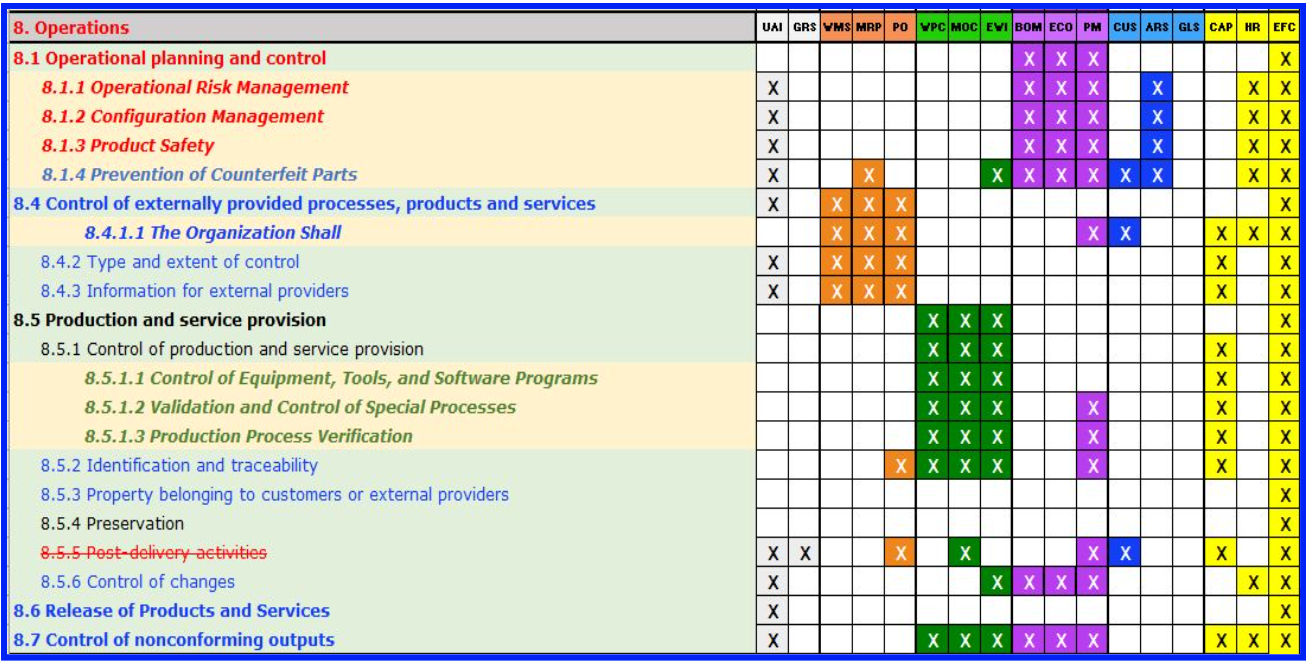 8. Operations UAI GRS WMS MRP PO WPC MOC EWI BOM ECO PM CUS ARS GLS CAP HR EFC
8.1 Operational planning and control X X X X
8.1.1 Operational Risk Management X X X X X X X
8.1.2 Configuration Management X X X X X X X
8.1.3 Product Safety X X X X X X X
8.1.4 Prevention of Counterfeit Parts X X X X X X X X X X
8.4 Control of externally provided processes, products and services X X X X X
8.4.1.1 The Organization Shall X X X X X X X X
8.4.2 Type and extent of control X X X X X X
8.4.3 Information for external providers X X X X X X
8.5 Production and service provision X X X X
8.5.1 Control of production and service provision X X X X X
8.5.1.1 Control of Equipment, Tools, and Software Programs X X X X X
8.5.1.2 Validation and Control of Special Processes X X X X X X
8.5.1.3 Production Process Verification X X X X X X
8.5.2 Identification and traceability X X X X X X X
8.5.3 Property belonging to customers or external providers X
8.5.4 Preservation X
8.5.5 Post-delivery activities X X X X X X X X
8.5.6 Control of changes X X X X X X X
8.6 Release of Products and Services X X
8.7 Control of nonconforming outputs X X X X X X X X X X